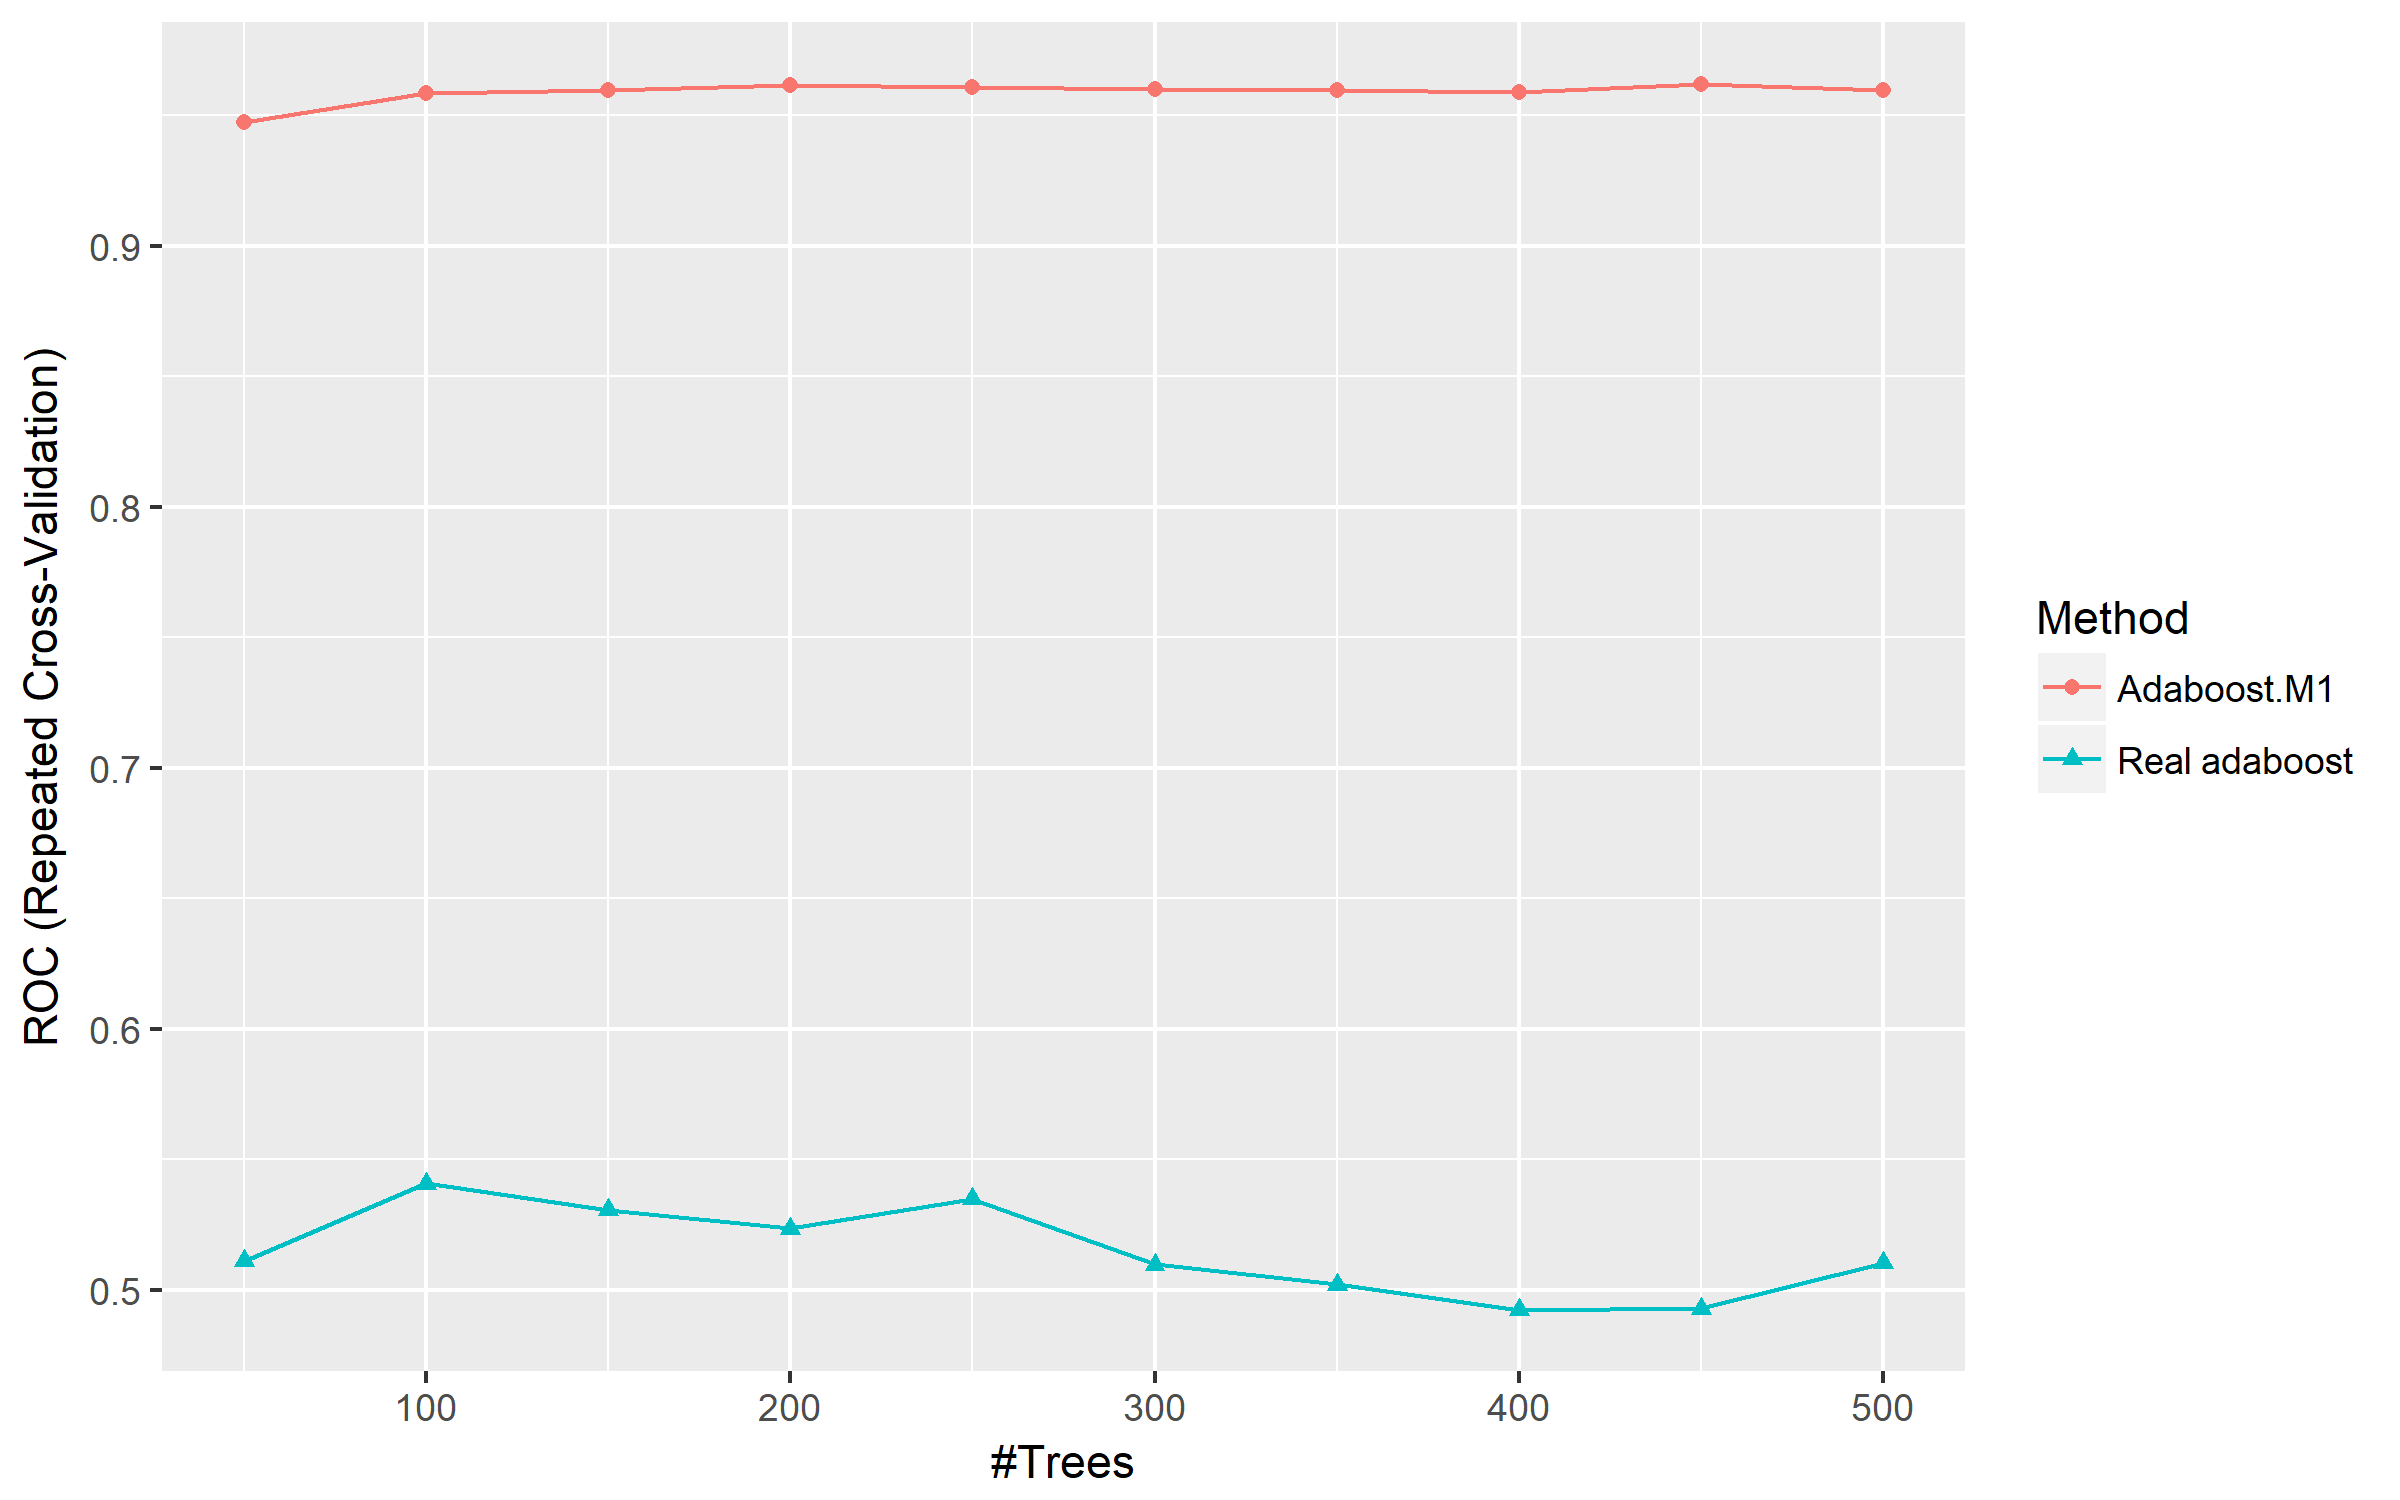 ROC (Repeated Cross-Validation)
0.9
0.8
0.7
0.6
0.5
100 200 300 400 500
#Trees
Method
Adaboost.M1
Real adaboost